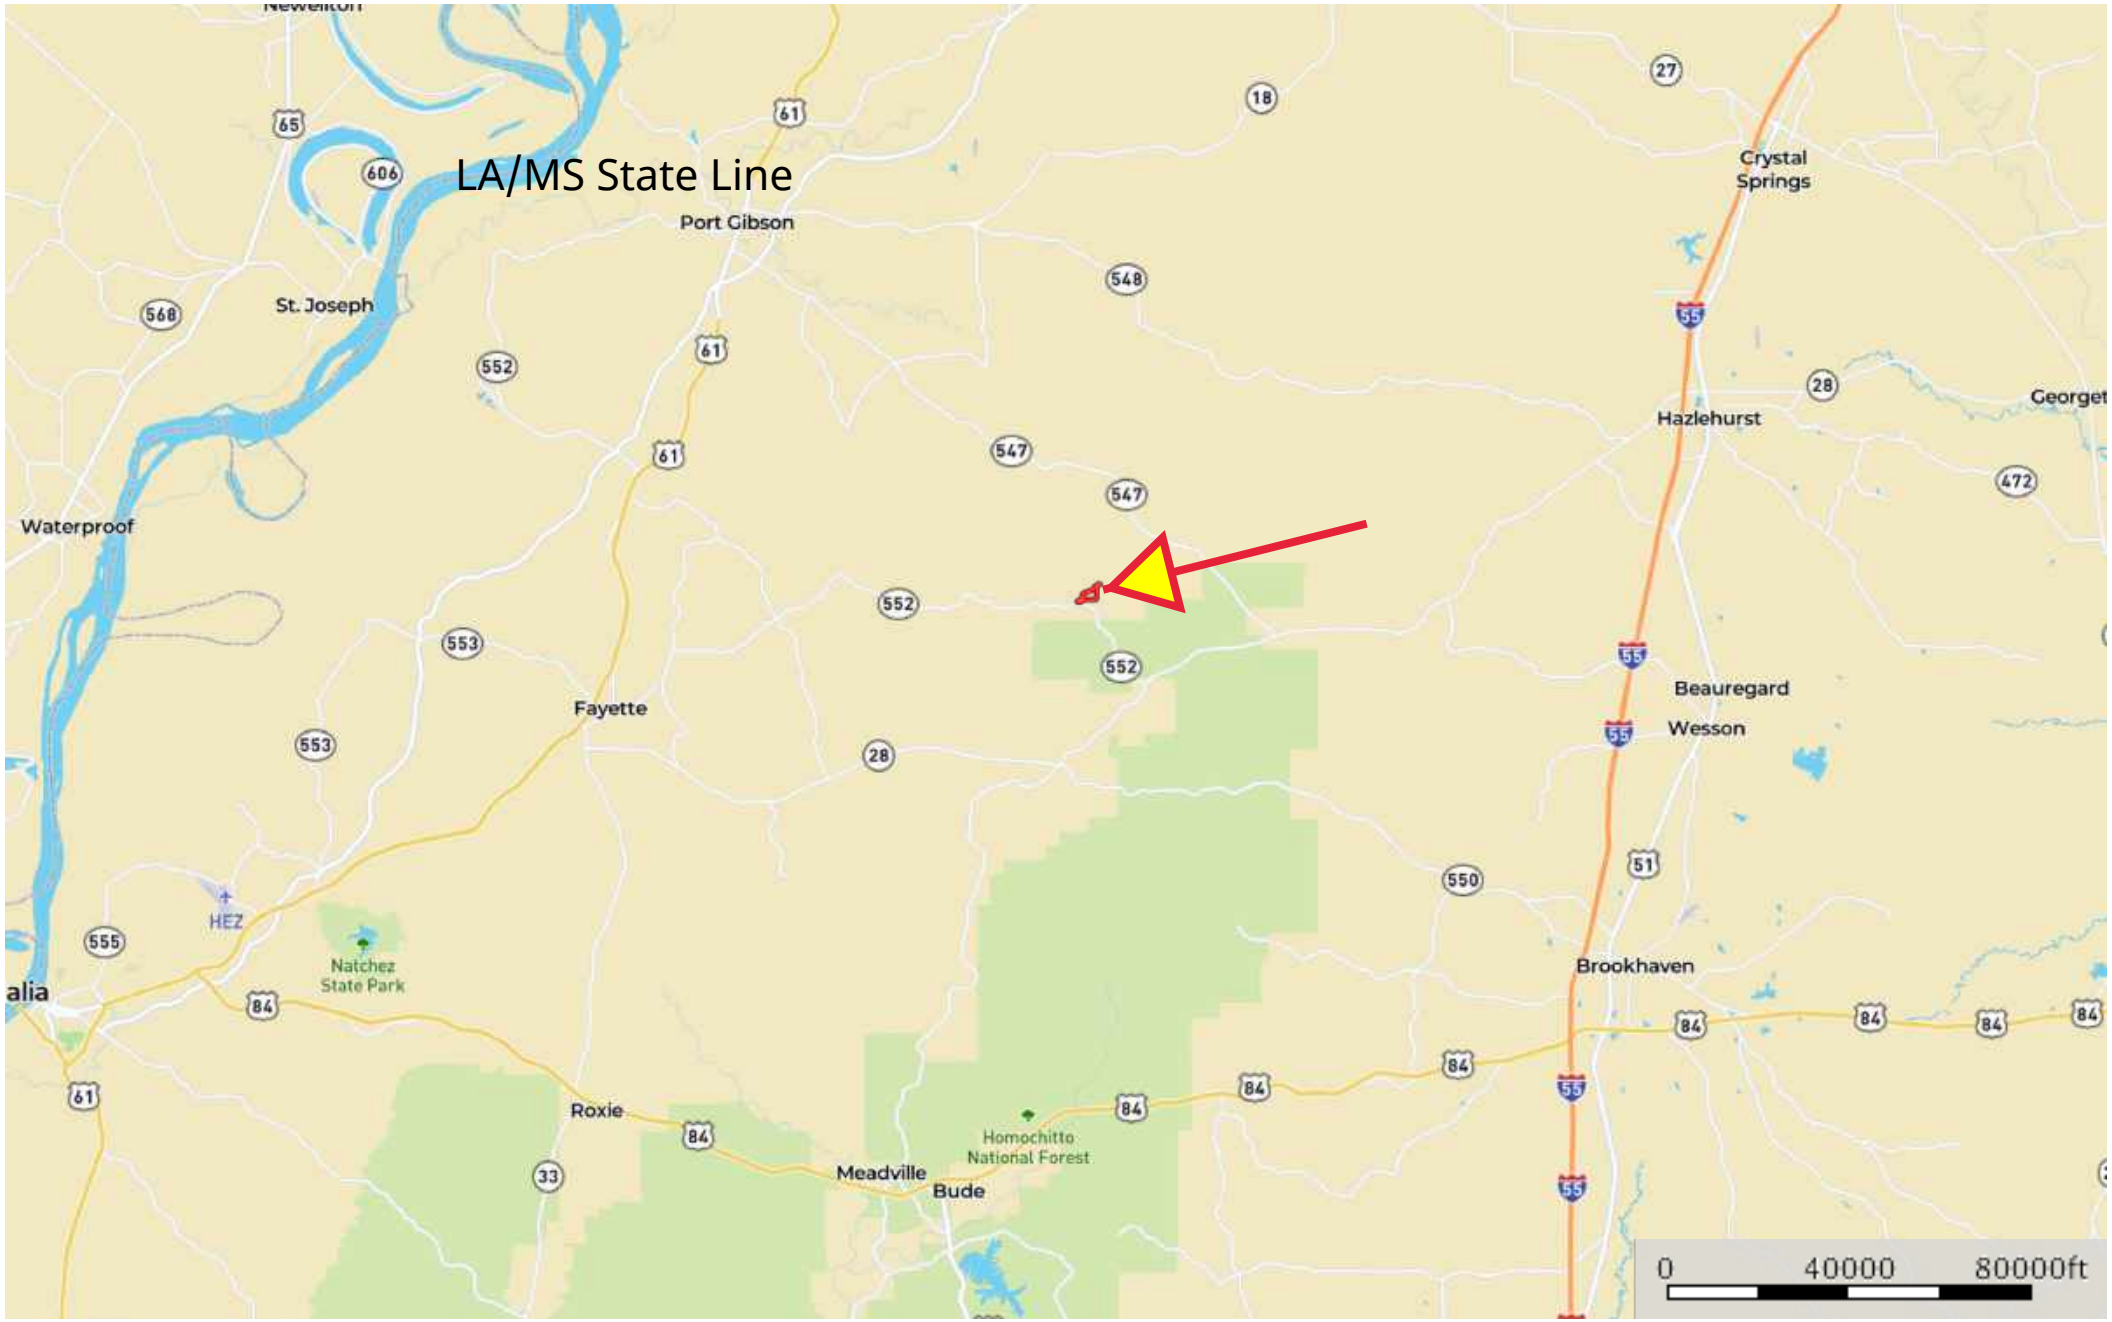 Newellton
27
18
61
65
LA/MS State Line
606
Crystal
Springs
Port Gibson
548
St. Joseph
568
55
61
552
28
Georget
Hazlehurst
547
61
472
547
Waterproof
552
553
55
552
Beauregard
Fayette
Wesson
553
55
28
51
550
HEZ
555
Natchez
State Park
Brookhaven
alia
84
84
84
84
84
84
84
55
61
84
Roxie
84
Homochitto
National Forest
33
Meadville
Bude
55
0 40000 80000ft